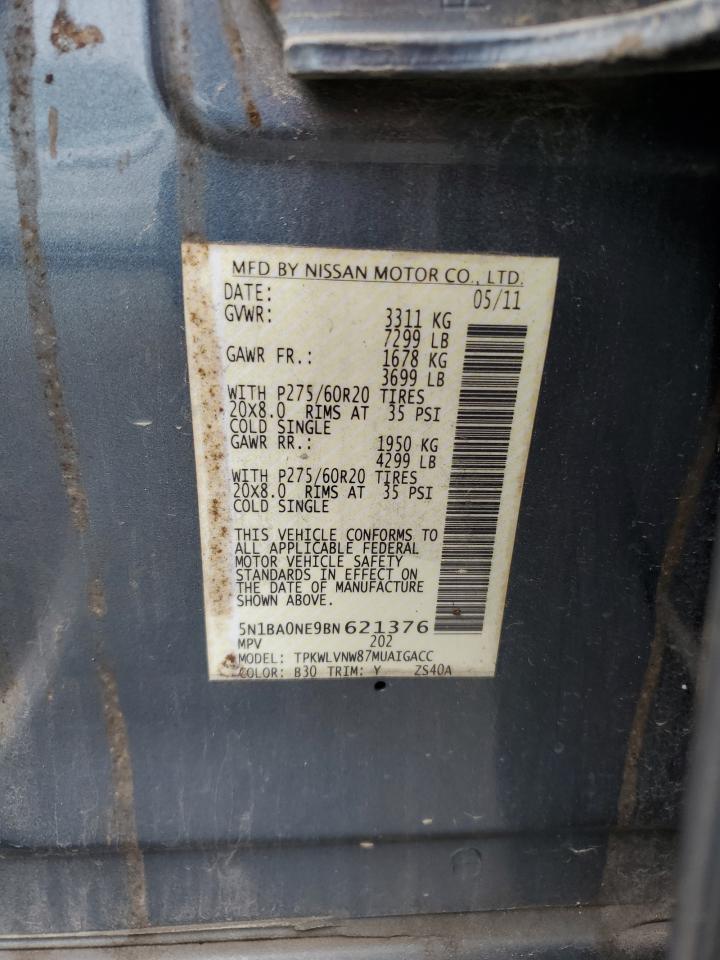 MFD BY NISSAN MOTOR CO., LTD.
DATE: 05/11
GVWR: 3311 KG
7299 LB
GAWR FR.: 1678 KG
3699 LB
WITH P275/60R20 TIRES
20X8.0 RIMS AT 35 PSI
COLD SINGLE
GAWR RR.: 1950 KG
4299 LB
WITH P275/60R20 TIRES
20X8.0 RIMS AT 35 PSI
COLD SINGLE
THIS VEHICLE CONFORMS TO
ALL APPLICABLE FEDERAL
MOTOR VEHICLE SAFETY
STANDARDS IN EFFECT ON
THE DATE OF MANUFACTURE
SHOWN ABOVE.
5N1BA0NE9BN621376
MPV 202
MODEL: TPKWLVNW87MUAIGACC
COLOR: B30 TRIM: Y ZS40A